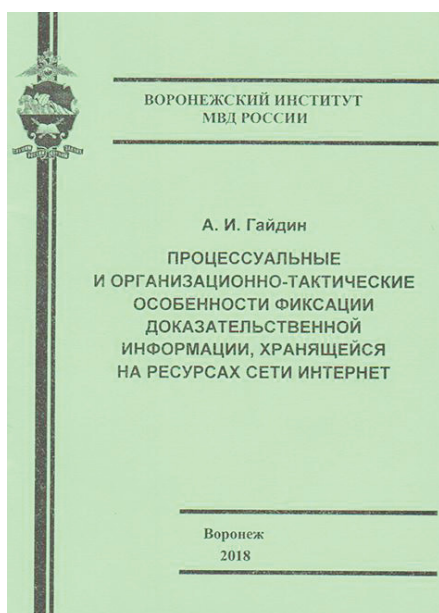 ВОРОНЕЖСКИЙ ИНСТИТУТ
МВД РОССИИ
А. И. Гайдин
ПРОЦЕССУАЛЬНЫЕ
И ОРГАНИЗАЦИОННО-ТАКТИЧЕСКИЕ
ОСОБЕННОСТИ ФИКСАЦИИ
ДОКАЗАТЕЛЬСТВЕННОЙ
ИНФОРМАЦИИ, ХРАНЯЩЕЙСЯ
НА РЕСУРСАХ СЕТИ ИНТЕРНЕТ
Воронеж
2018